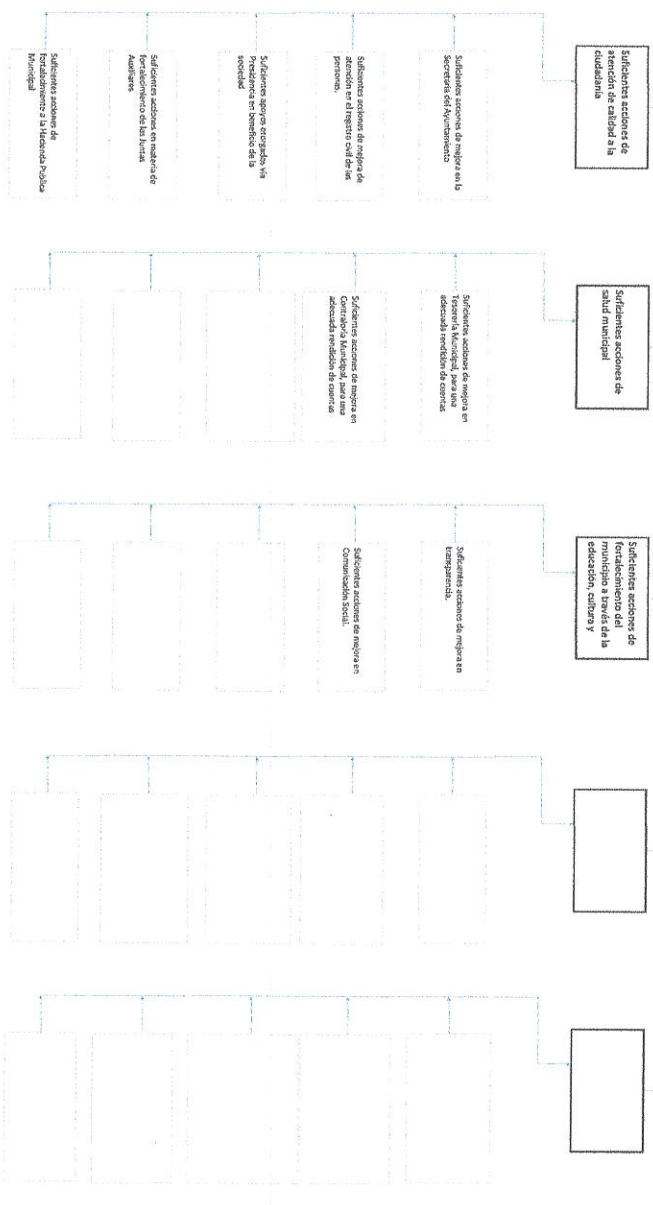 Suficientes acciones de
atención de calidad a la
ciudadanía
Suficientes acciones de mejora en la
Secretaría del Ayuntamiento
Suficientes acciones de mejora de
atención en el registro civil de las
personas.
Suficientes apoyos otorgados vía
Presidencia en beneficio de la
sociedad
Suficientes acciones en materia de
fortalecimiento de las Juntas
Auxiliares
Suficientes acciones de
fortalecimiento a la Hacienda Pública
Municipal
Suficientes acciones de
salud municipal
Suficientes acciones de mejora en
Tesorería Municipal, para una
adecuada rendición de cuentas
Suficientes acciones de mejora en
Contraloría Municipal, para una
adecuada rendición de cuentas
Suficientes acciones de
fortalecimiento del
municipio a través de la
educación, cultura y
Suficientes acciones de mejora en
transparencia.
Suficientes acciones de mejora en
Comunicación Social.